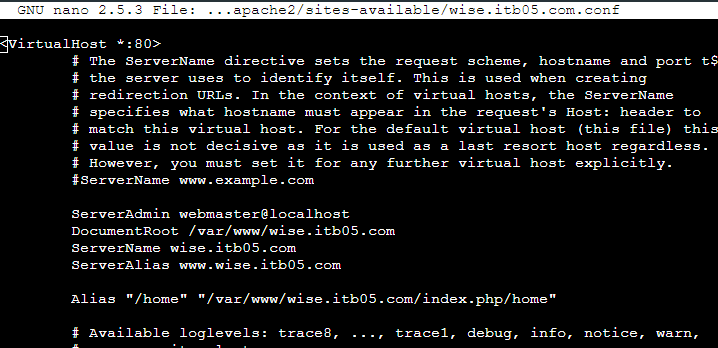 GNU nano 2.5.3 File: ...apache2/sites-available/wise.itb05.com.conf
<VirtualHost *:80>
# The ServerName directive sets the request scheme, hostname and port t$
# the server uses to identify itself. This is used when creating
# redirection URLs. In the context of virtual hosts, the ServerName
# specifies what hostname must appear in the request's Host: header to
# match this virtual host. For the default virtual host (this file) this
# value is not decisive as it is used as a last resort host regardless.
# However, you must set it for any further virtual host explicitly.
#ServerName www.example.com
ServerAdmin webmaster@localhost
DocumentRoot /var/www/wise.itb05.com
ServerName wise.itb05.com
ServerAlias www.wise.itb05.com
Alias "/home" "/var/www/wise.itb05.com/index.php/home"
# Available loglevels: trace8, ..., trace1, debug, info, notice, warn,